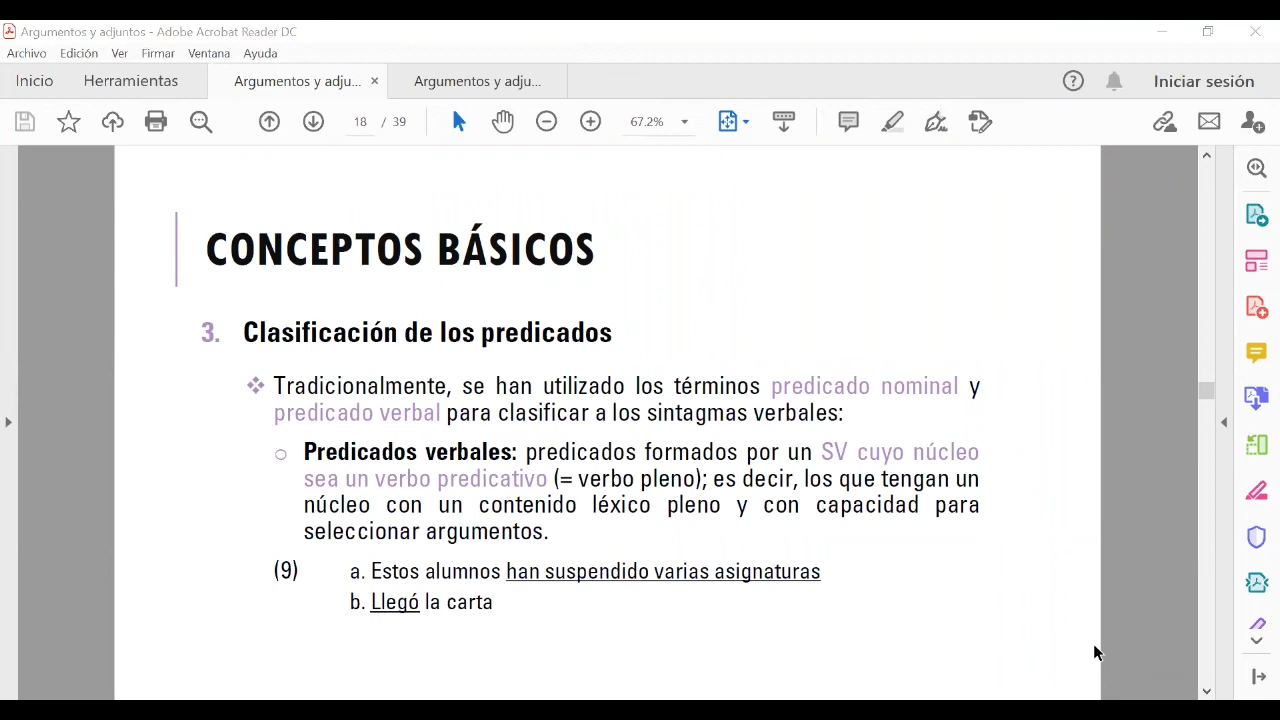 Argumentos y adjuntos - Adobe Acrobat Reader DC
Archivo Edición Ver Firmar Ventana Ayuda
Inicio Herramientas Argumentos y adju... × Argumentos y adju... Iniciar sesión
18 / 39 67.2%
CONCEPTOS BÁSICOS
3. Clasificación de los predicados
Tradicionalmente, se han utilizado los términos predicado nominal y
predicado verbal para clasificar a los sintagmas verbales:
Predicados verbales: predicados formados por un SV cuyo núcleo
sea un verbo predicativo (= verbo pleno); es decir, los que tengan un
núcleo con un contenido léxico pleno y con capacidad para
seleccionar argumentos.
(9) a. Estos alumnos han suspendido varias asignaturas
b. Llegó la carta